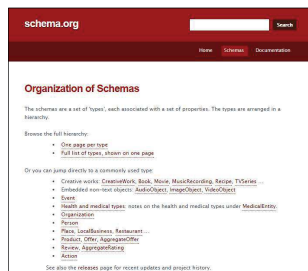 schema.org
Search
Home Schemas Documentation
Organization of Schemas
The schemas are a set of 'types', each associated with a set of properties. The types are arranged in a
hierarchy.
Browse the full hierarchy:
• One page per type
• Full list of types, shown on one page
Or you can jump directly to a commonly used type:
• Creative works: CreativeWork, Book, Movie, MusicRecording, Recipe, TVSeries ...
• Embedded non-text objects: AudioObject, ImageObject, VideoObject
• Event
• Health and medical types: notes on the health and medical types under MedicalEntity.
• Organization
• Person
• Place, LocalBusiness, Restaurant ...
• Product, Offer, AggregateOffer
• Review, AggregateRating
• Action
See also the releases page for recent updates and project history.